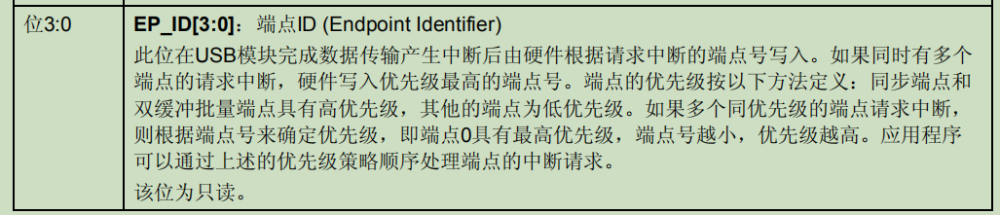 位3:0
EP_ID[3:0]：端点ID (Endpoint Identifier)
此位在USB模块完成数据传输产生中断后由硬件根据请求中断的端点号写入。如果同时有多个
端点的请求中断，硬件写入优先级最高的端点号。端点的优先级按以下方法定义：同步端点和
双缓冲批量端点具有高优先级，其他的端点为低优先级。如果多个同优先级的端点请求中断，
则根据端点号来确定优先级，即端点0具有最高优先级，端点号越小，优先级越高。应用程序
可以通过上述的优先级策略顺序处理端点的中断请求。
该位为只读。